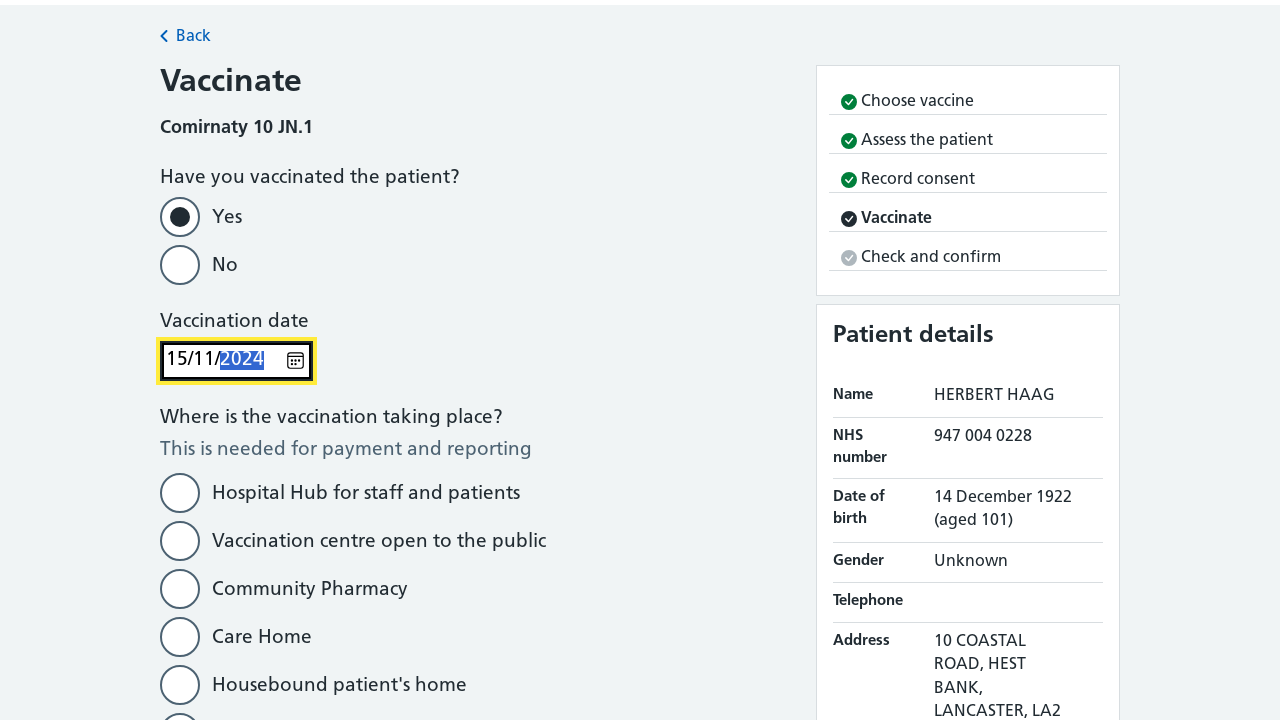 Back
Vaccinate
Comirnaty 10 JN.1
Have you vaccinated the patient?
Yes
No
Vaccination date
15/11/2024
Where is the vaccination taking place?
This is needed for payment and reporting
Hospital Hub for staff and patients
Vaccination centre open to the public
Community Pharmacy
Care Home
Housebound patient's home
Choose vaccine
Assess the patient
Record consent
Vaccinate
Check and confirm
Patient details
Name HERBERT HAAG
NHS number 947 004 0228
Date of birth 14 December 1922
(aged 101)
Gender Unknown
Telephone
Address 10 COASTAL
ROAD, HEST
BANK,
LANCASTER, LA2